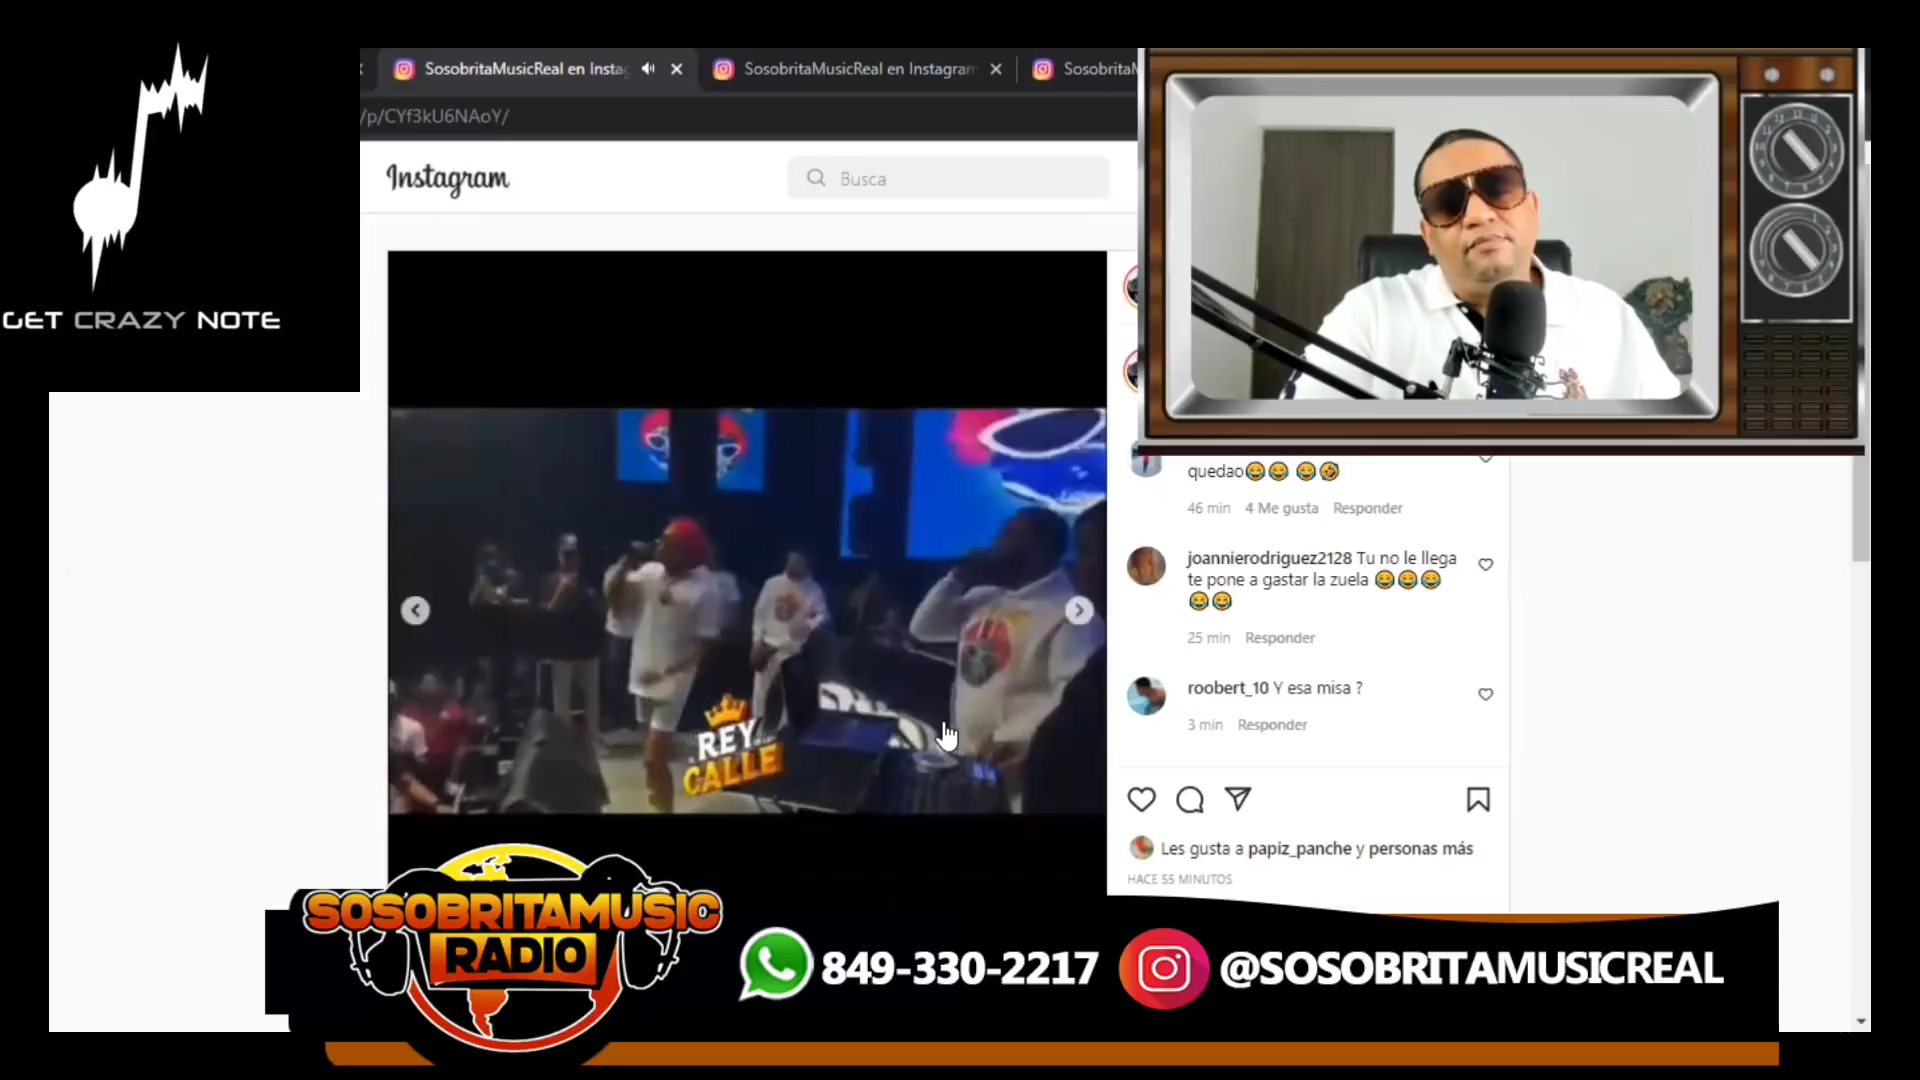 SosobritaMusicReal en Insta
SosobritaMusicReal en Instagram
SosobritaM
/p/CYf3kU6NAoY/
GET CRAZY NOTE
Instagram
Busca
quedao😂😂 😂🤣
46 min 4 Me gusta Responder
joannierodriguez2128 Tu no le llega
te pone a gastar la zuela 😂😂😂
😂😂
25 min Responder
roobert_10 Y esa misa ?
3 min Responder
REY
CALLE
Les gusta a papiz_panche y personas más
HACE 55 MINUTOS
SOSOBRITAMUSIC
RADIO
849-330-2217
@SOSOBRITAMUSICREAL